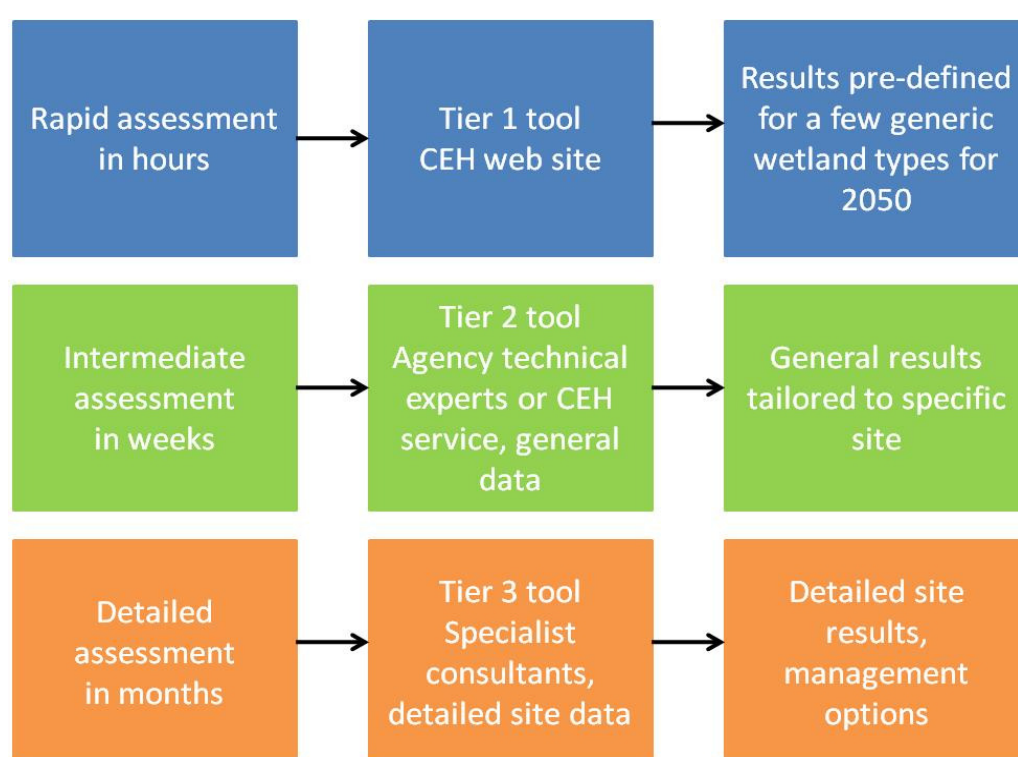 Rapid assessment
in hours
Tier 1 tool
CEH web site
Results pre-defined
for a few generic
wetland types for
2050
Intermediate
assessment
in weeks
Tier 2 tool
Agency technical
experts or CEH
service, general
data
General results
tailored to specific
site
Detailed
assessment
in months
Tier 3 tool
Specialist
consultants,
detailed site data
Detailed site
results,
management
options